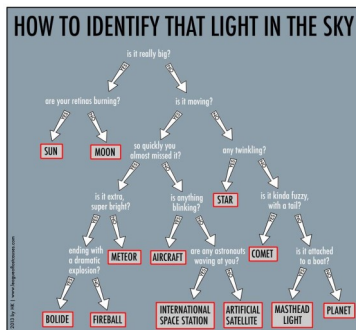 HOW TO IDENTIFY THAT LIGHT IN THE SKY
is it really big?
are your retinas burning?
is it moving?
SUN
MOON
so quickly you
almost missed it?
any twinkling?
is it extra,
super bright?
is anything
blinking?
STAR
is it kinda fuzzy,
with a tail?
ending with
a dramatic
explosion?
METEOR
AIRCRAFT
are any astronauts
waving at you?
COMET
is it attached
to a boat?
BOLIDE
FIREBALL
INTERNATIONAL
SPACE STATION
ARTIFICIAL
SATELLITE
MASTHEAD
LIGHT
PLANET